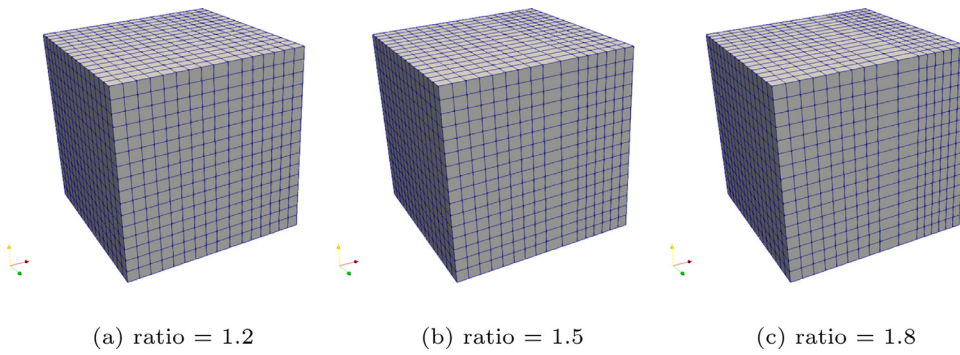 (a) ratio = 1.2
(b) ratio = 1.5
(c) ratio = 1.8